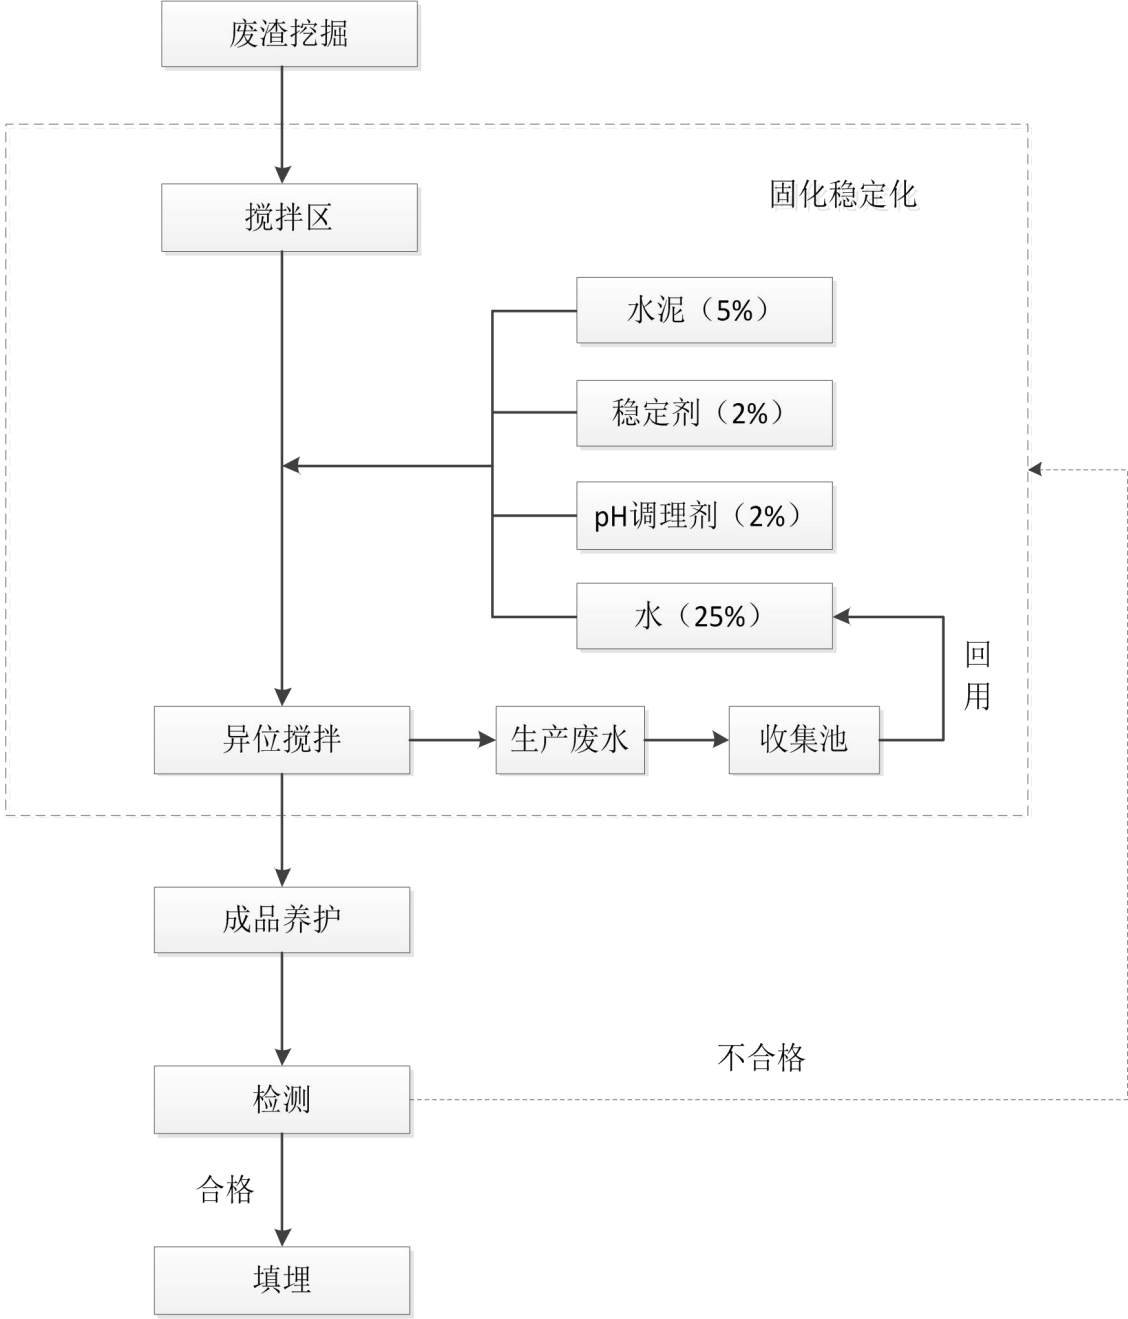 废渣挖掘
搅拌区
固化稳定化
水泥（5%）
稳定剂（2%）
pH调理剂（2%）
水（25%）
回
用
异位搅拌
生产废水
收集池
成品养护
不合格
检测
合格
填埋